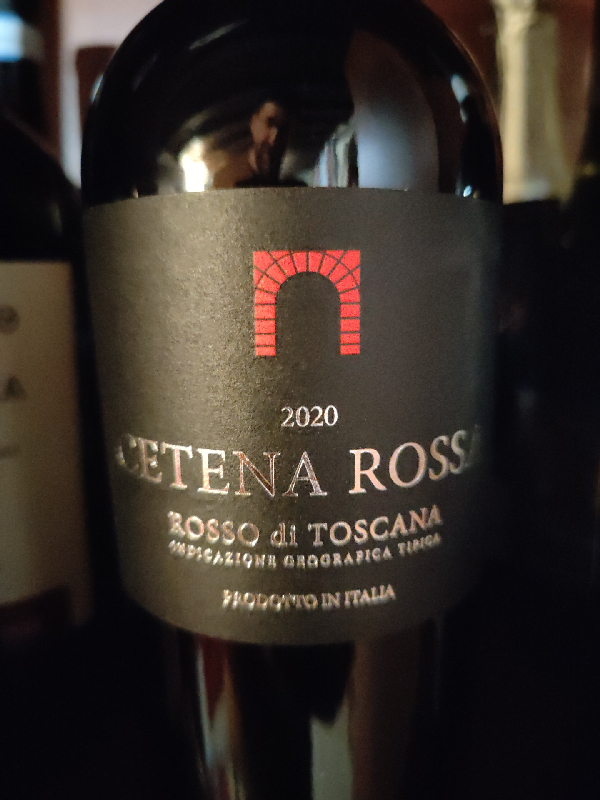 2020
CETENA ROSSA
ROSSO di TOSCANA
INDICAZIONE GEOGRAFICA TIPICA
PRODOTTO IN ITALIA